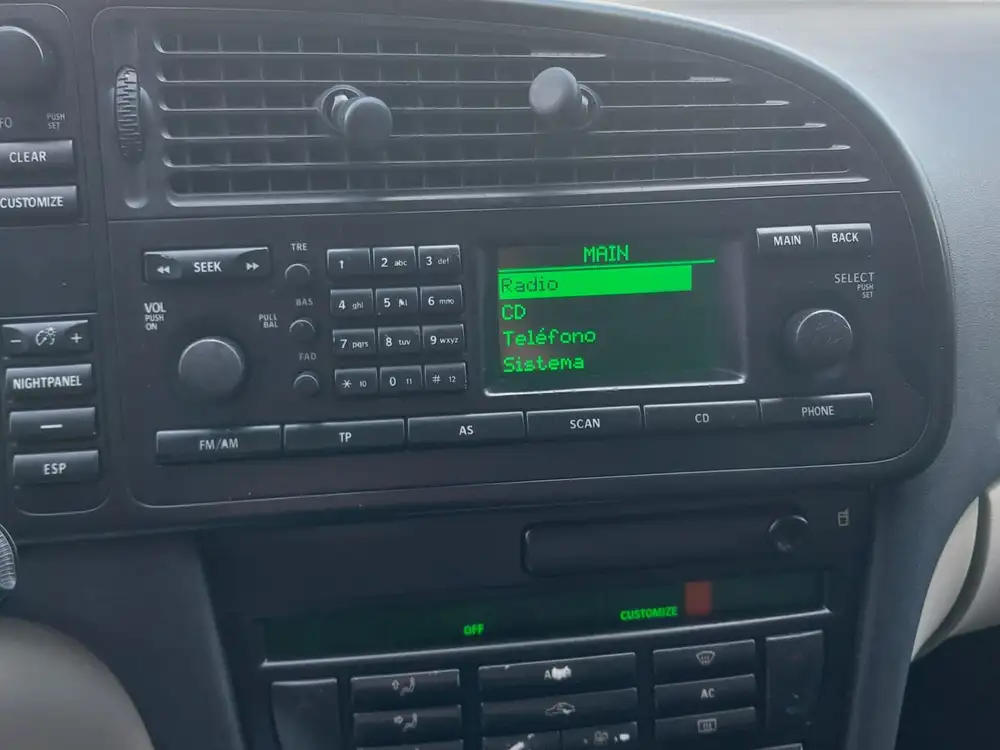 FO
PUSH
SET
CLEAR
CUSTOMIZE
SEEK
TRE
VOL
PUSH
ON
PULL
BAL
BAS
FAD
1
2 abc
3 def
4 ghi
5 jkl
6 mno
7 pqrs
8 tuv
9 wxyz
* 10
0 11
# 12
MAIN
Radio
CD
Teléfono
Sistema
MAIN
BACK
SELECT
PUSH
SET
NIGHTPANEL
ESP
FM/AM
TP
AS
SCAN
CD
PHONE
OFF
CUSTOMIZE
AC